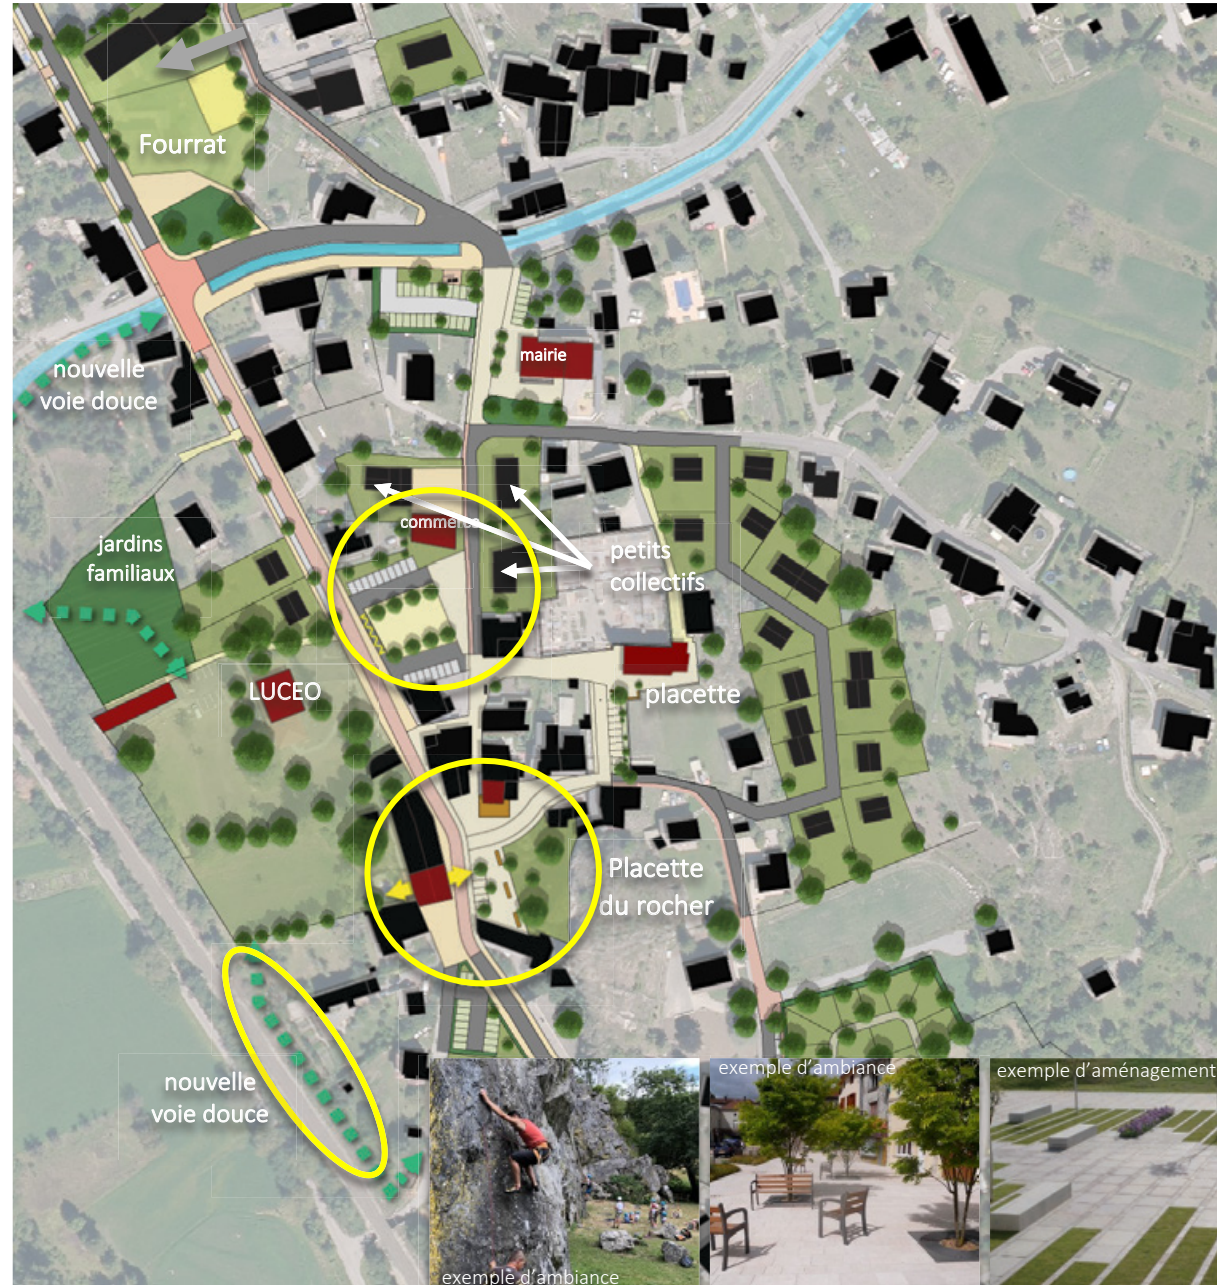 Fourrat
mairie
nouvelle
voie douce
commerce
jardins
familiaux
petits
collectifs
LUCEO
placette
Placette
du rocher
nouvelle
voie douce
exemple d’ambiance
exemple d’ambiance
exemple d’aménagement